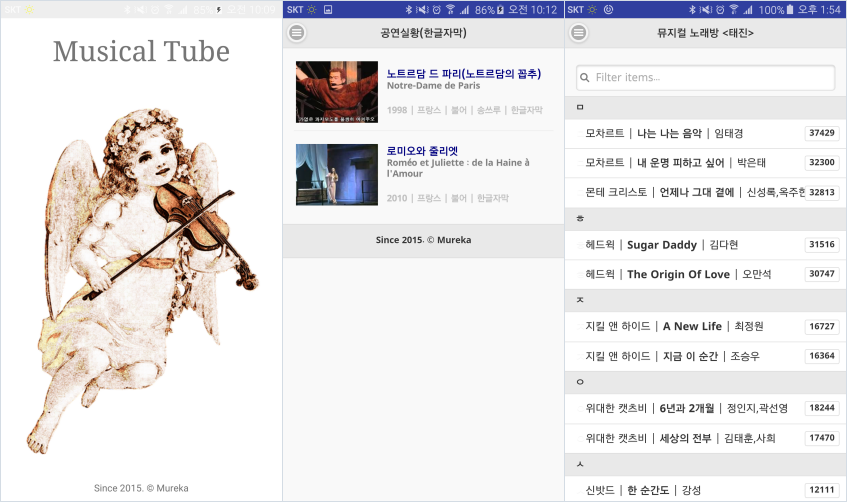 SKT 85% 오전 10:09
Musical Tube
Since 2015. © Mureka
SKT 86% 오전 10:12
공연실황(한글자막)
노트르담 드 파리(노트르담의 꼽추)
Notre-Dame de Paris
1998 | 프랑스 | 불어 | 송쓰루 | 한글자막
로미오와 줄리엣
Roméo et Juliette : de la Haine à
l'Amour
2010 | 프랑스 | 불어 | 한글자막
Since 2015. © Mureka
SKT 100% 오후 1:54
뮤지컬 노래방 <태진>
Filter items...
ㅁ
모차르트 | 나는 나는 음악 | 임태경 37429
모차르트 | 내 운명 피하고 싶어 | 박은태 32300
몬테 크리스토 | 언제나 그대 곁에 | 신성록,옥주현 32813
ㅎ
헤드윅 | Sugar Daddy | 김다현 31516
헤드윅 | The Origin Of Love | 오만석 30747
ㅈ
지킬 앤 하이드 | A New Life | 최정원 16727
지킬 앤 하이드 | 지금 이 순간 | 조승우 16364
ㅇ
위대한 캣츠비 | 6년과 2개월 | 정인지,곽선영 18244
위대한 캣츠비 | 세상의 전부 | 김태훈,사희 17470
ㅅ
신밧드 | 한 순간도 | 강성 12111